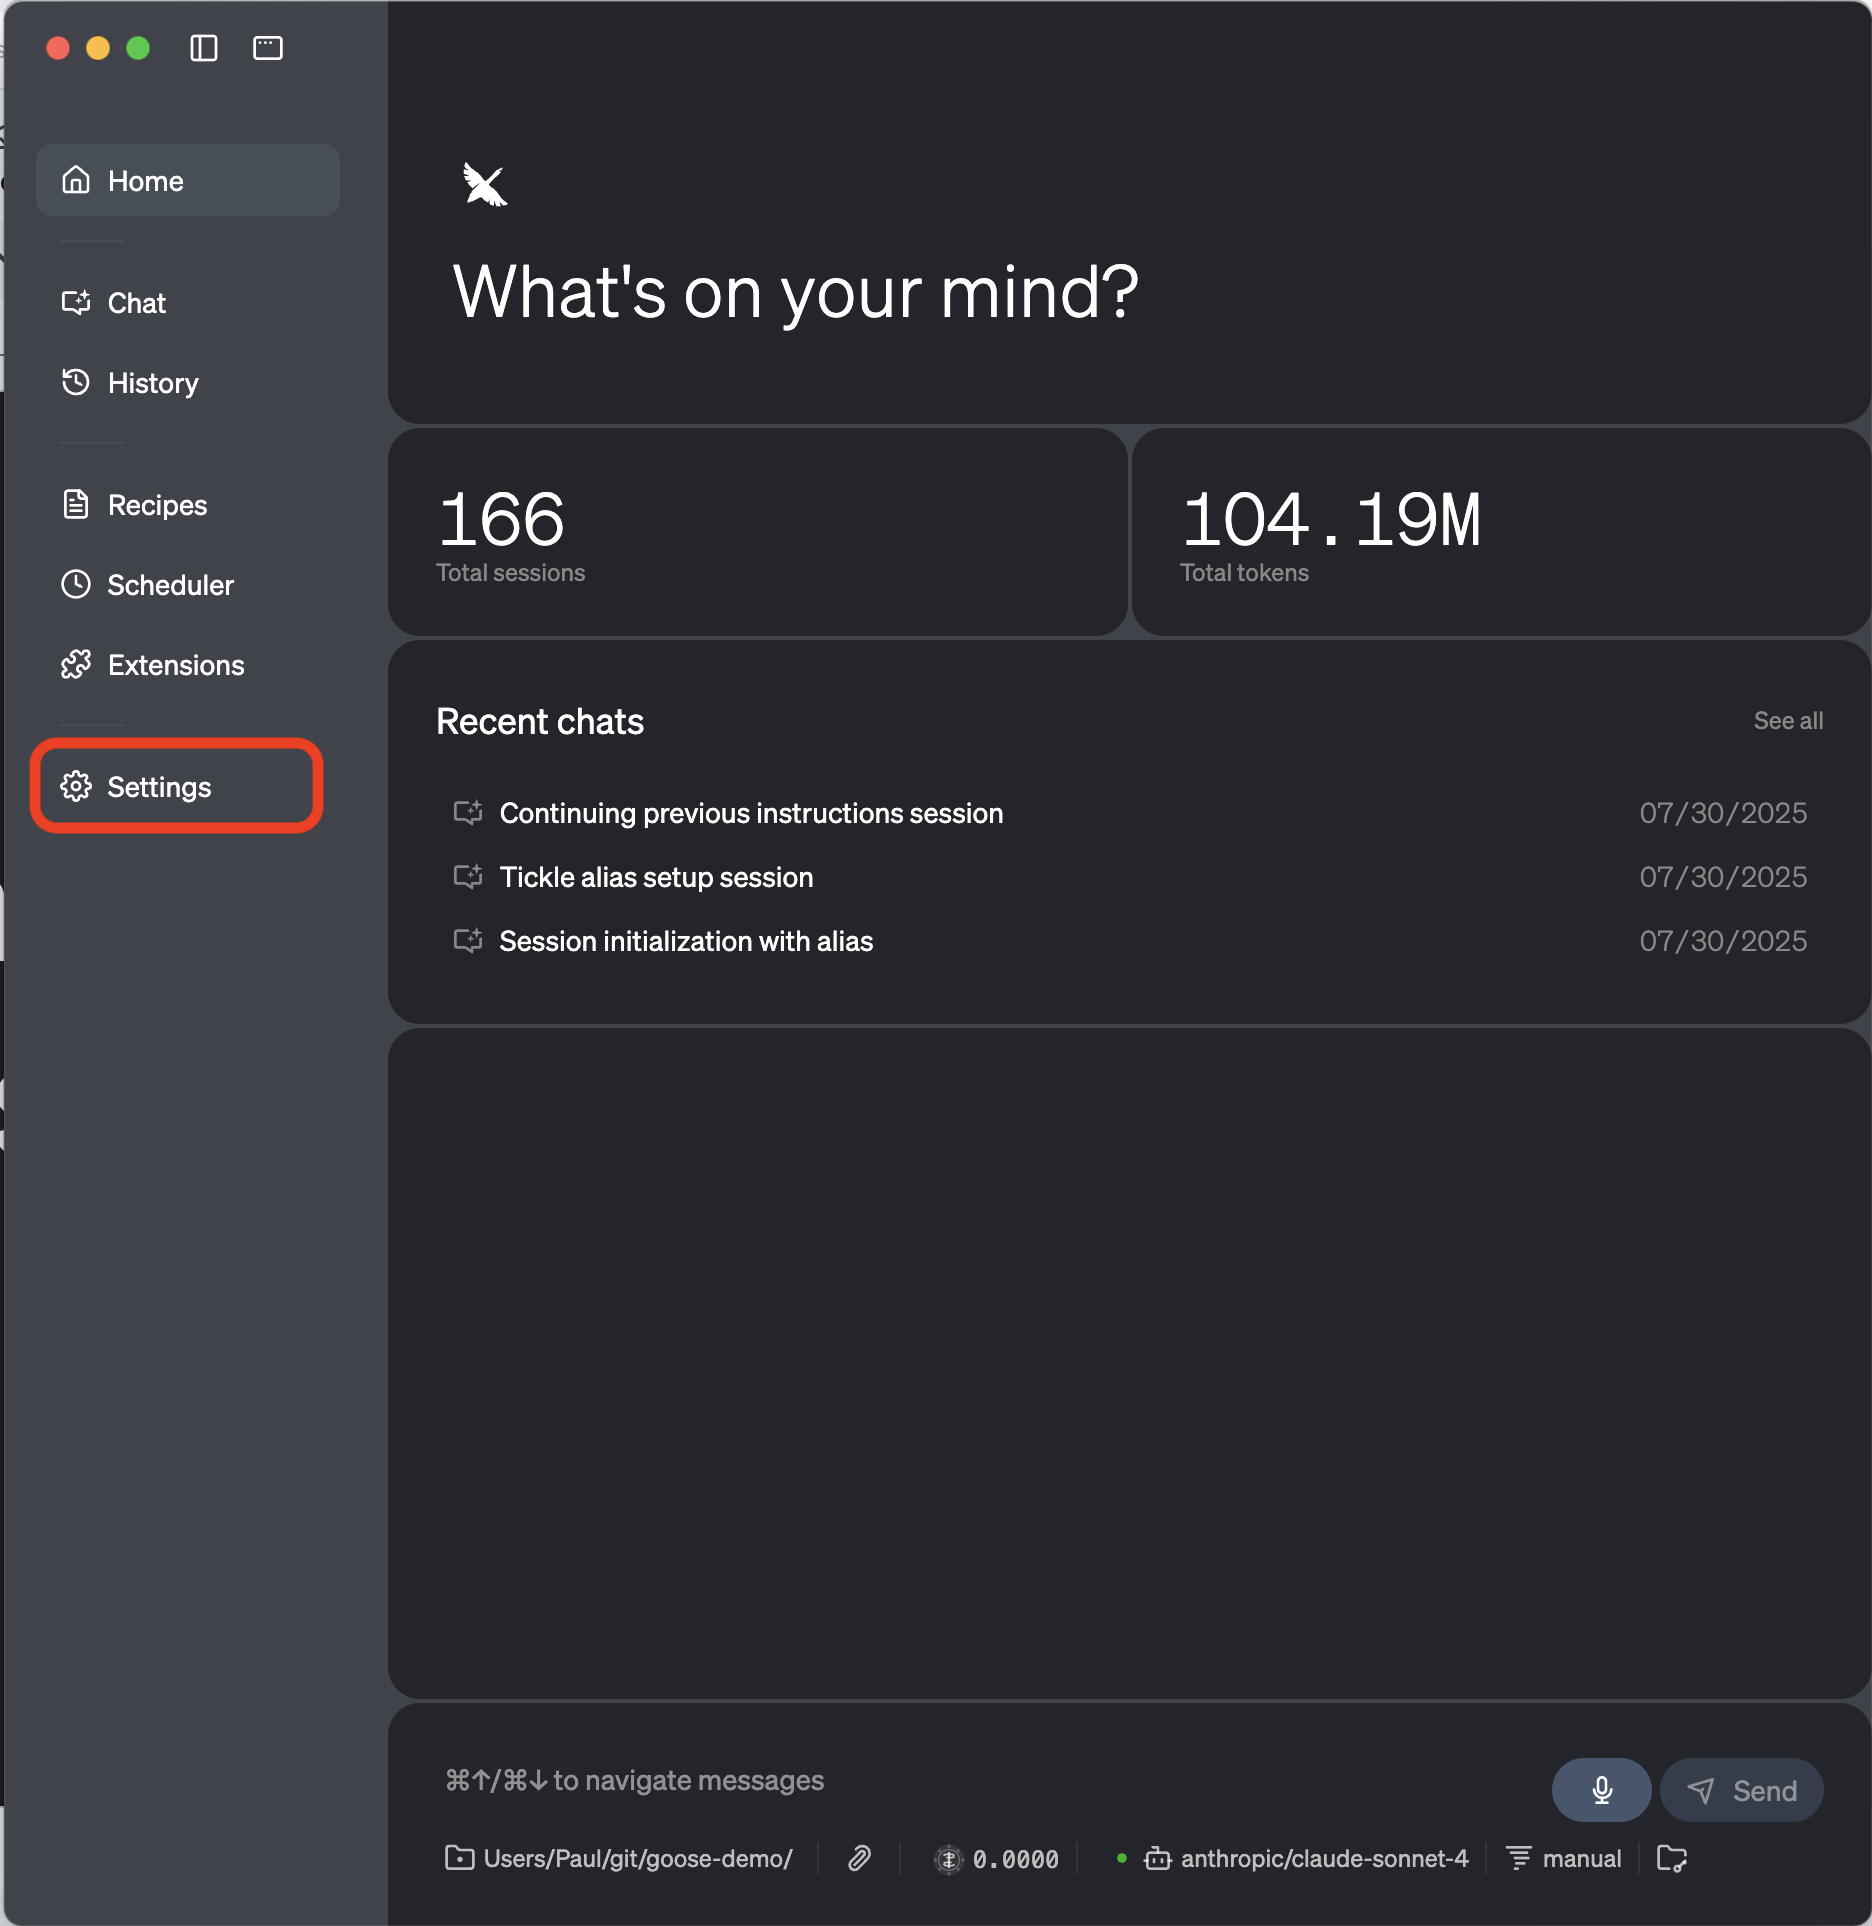 Home
Chat
History
Recipes
Scheduler
Extensions
Settings
What's on your mind?
166
Total sessions
104.19M
Total tokens
Recent chats
See all
Continuing previous instructions session 07/30/2025
Tickle alias setup session 07/30/2025
Session initialization with alias 07/30/2025
⌘↑/⌘↓ to navigate messages
Send
Users/Paul/git/goose-demo/ 0.0000 anthropic/claude-sonnet-4 manual